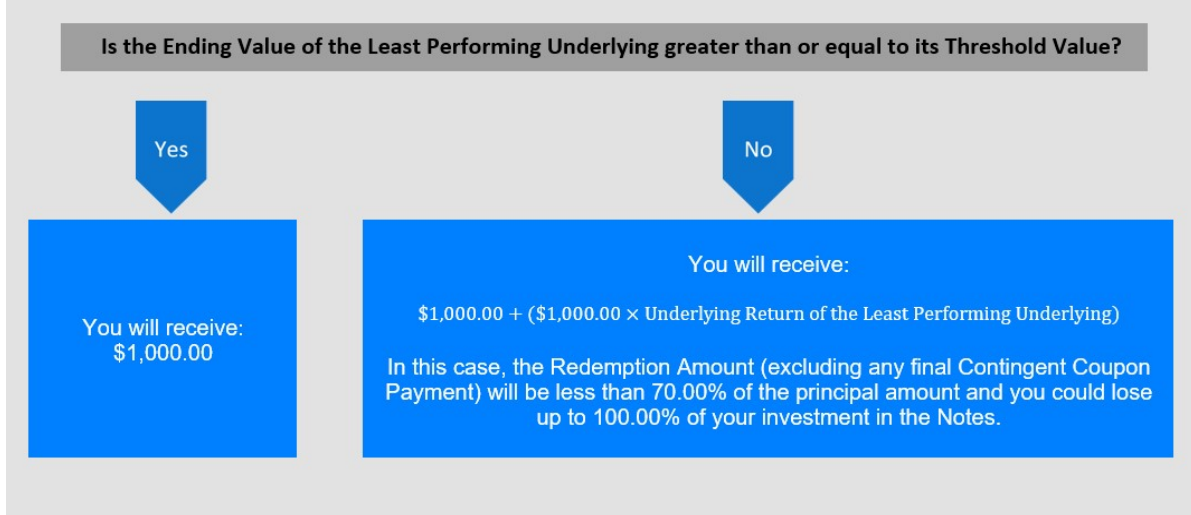 Is the Ending Value of the Least Performing Underlying greater than or equal to its Threshold Value?
Yes
No
You will receive:
$1,000.00
You will receive:
$1,000.00 + ($1,000.00 × Underlying Return of the Least Performing Underlying)
In this case, the Redemption Amount (excluding any final Contingent Coupon
Payment) will be less than 70.00% of the principal amount and you could lose
up to 100.00% of your investment in the Notes.